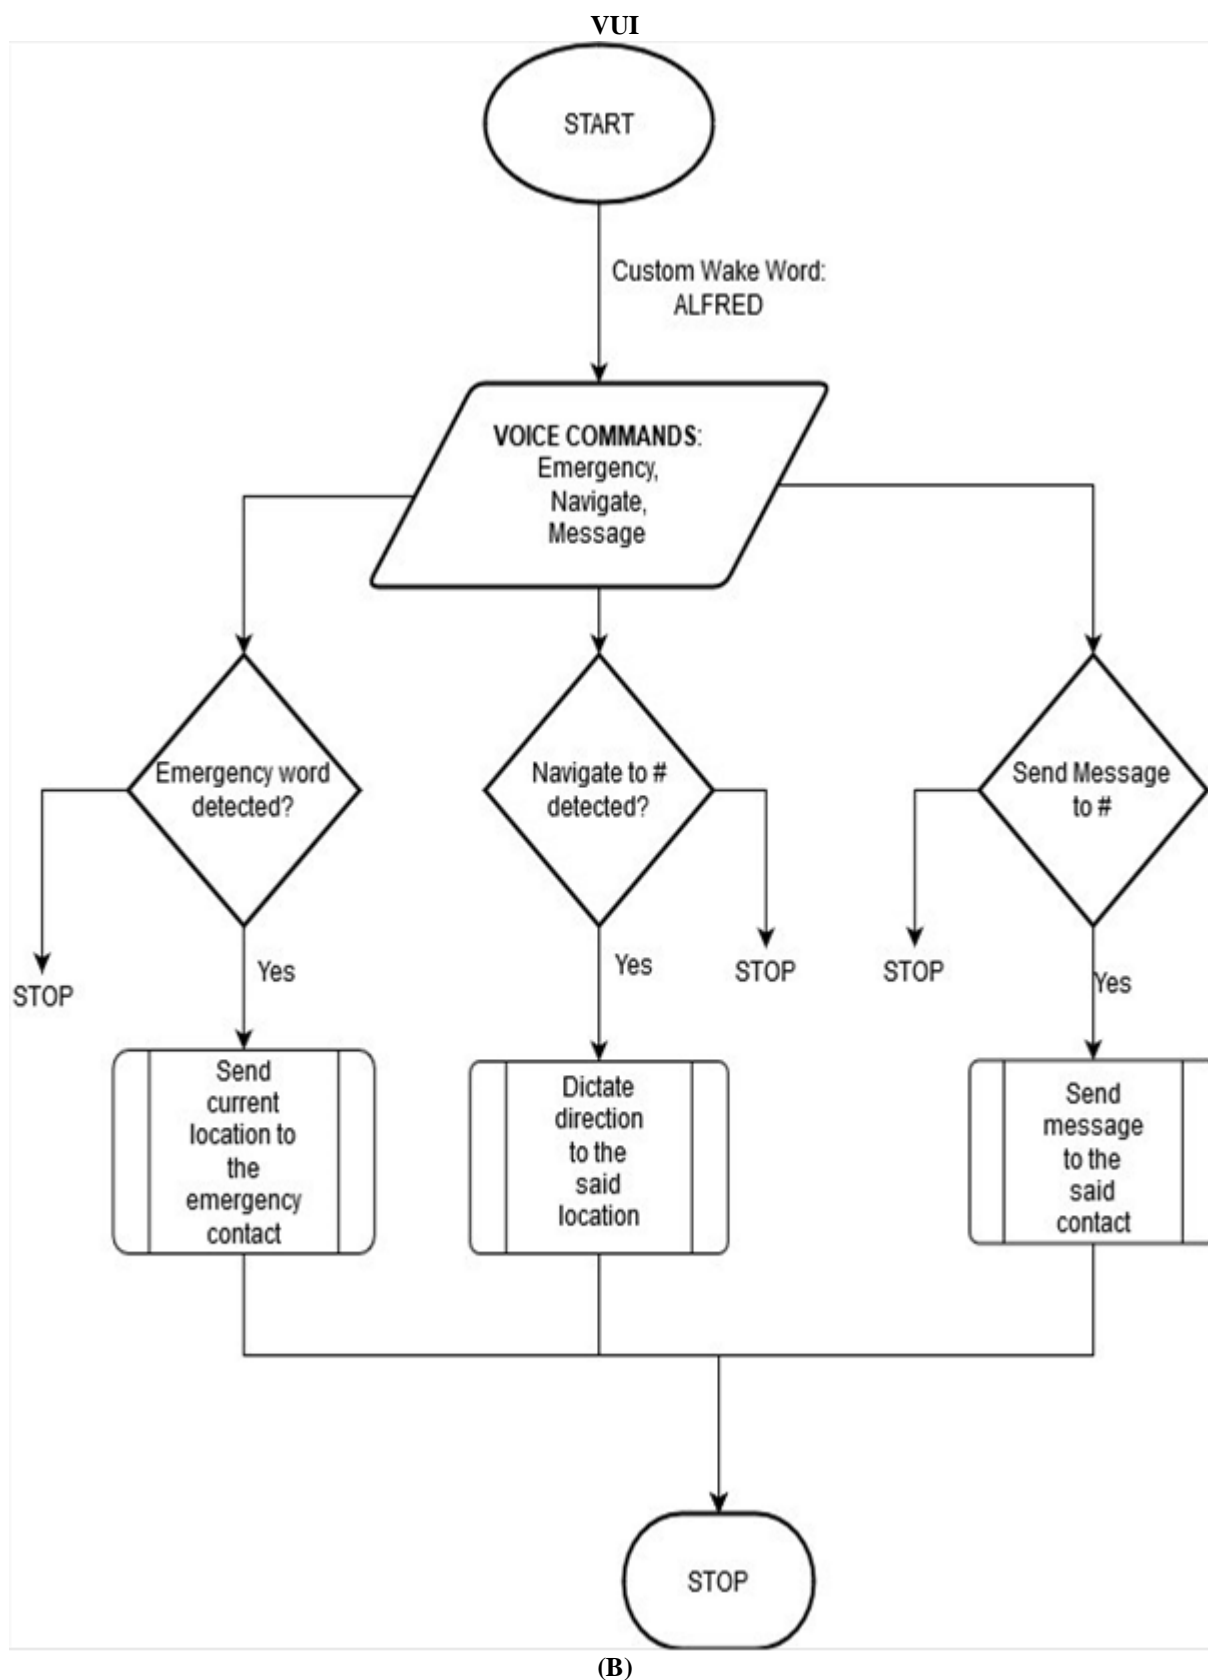 VUI
START
Custom Wake Word:
ALFRED
VOICE COMMANDS:
Emergency,
Navigate,
Message
Emergency word
detected?
Navigate to #
detected?
Send Message
to #
STOP
Yes
Yes
STOP
STOP
Yes
Send
current
location to
the
emergency
contact
Dictate
direction
to the
said
location
Send
message
to the
said
contact
STOP
(B)